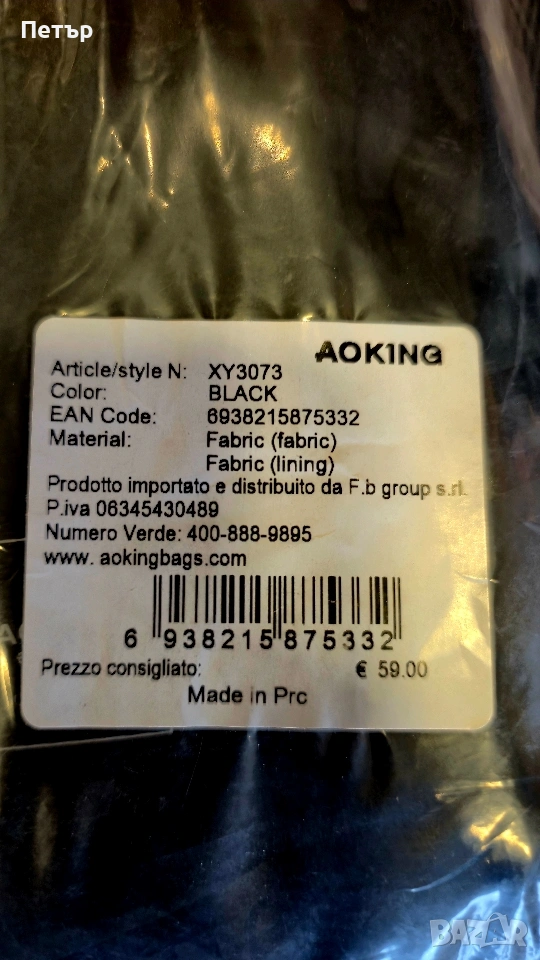 Петър
AOKING
Article/style N: XY3073
Color: BLACK
EAN Code: 6938215875332
Material: Fabric (fabric)
Fabric (lining)
Prodotto importato e distribuito da F.b group s.rl.
P.iva 06345430489
Numero Verde: 400-888-9895
www. aokingbags.com
6 938215 875332
Prezzo consigliato: € 59.00
Made in Prc
BAZAR